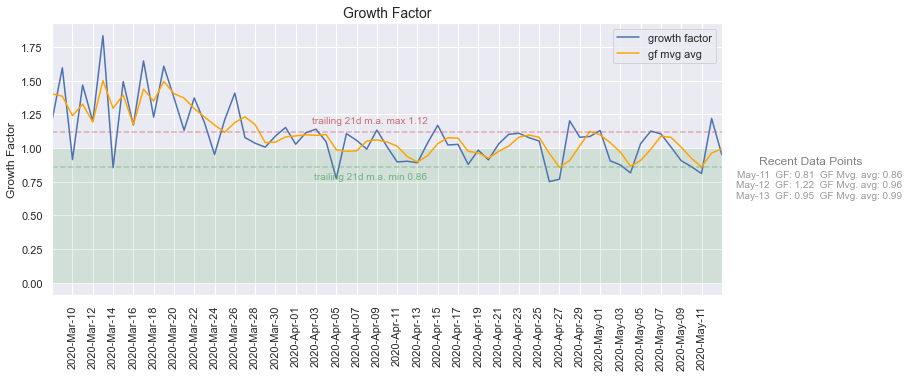 Growth Factor
growth factor
gf mvg avg
Growth Factor
1.75
1.50
1.25
1.00
0.75
0.50
0.25
0.00
trailing 21d m.a. max 1.12
trailing 21d m.a. min 0.86
Recent Data Points
May-11 GF: 0.81 GF Mvg. avg: 0.86
May-12 GF: 1.22 GF Mvg. avg: 0.96
May-13 GF: 0.95 GF Mvg. avg: 0.99
2020-Mar-10
2020-Mar-12
2020-Mar-14
2020-Mar-16
2020-Mar-18
2020-Mar-20
2020-Mar-22
2020-Mar-24
2020-Mar-26
2020-Mar-28
2020-Mar-30
2020-Apr-01
2020-Apr-03
2020-Apr-05
2020-Apr-07
2020-Apr-09
2020-Apr-11
2020-Apr-13
2020-Apr-15
2020-Apr-17
2020-Apr-19
2020-Apr-21
2020-Apr-23
2020-Apr-25
2020-Apr-27
2020-Apr-29
2020-May-01
2020-May-03
2020-May-05
2020-May-07
2020-May-09
2020-May-11